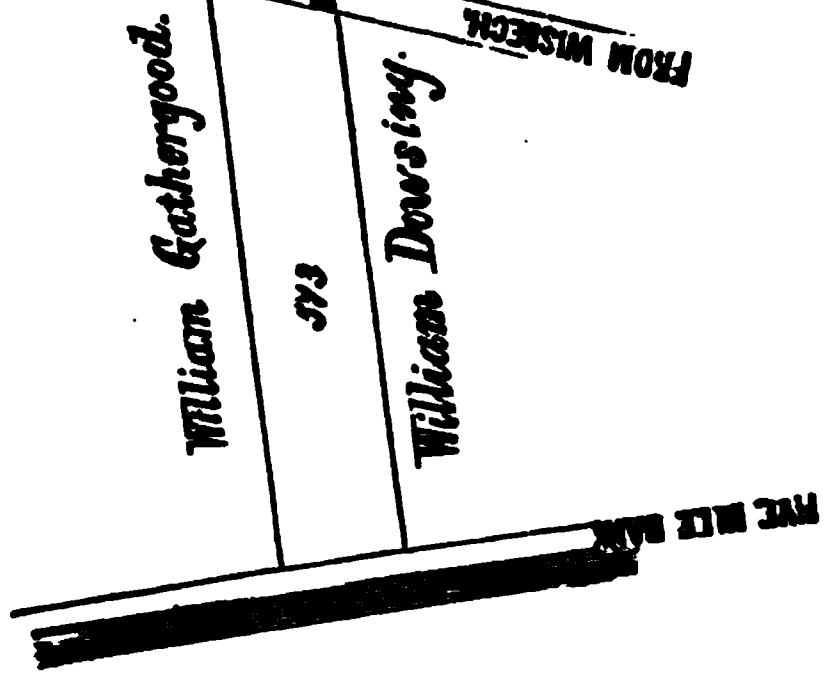 William Gathergood.
William Dowsing.
FROM WISBECH.
FIVE MILE BANK